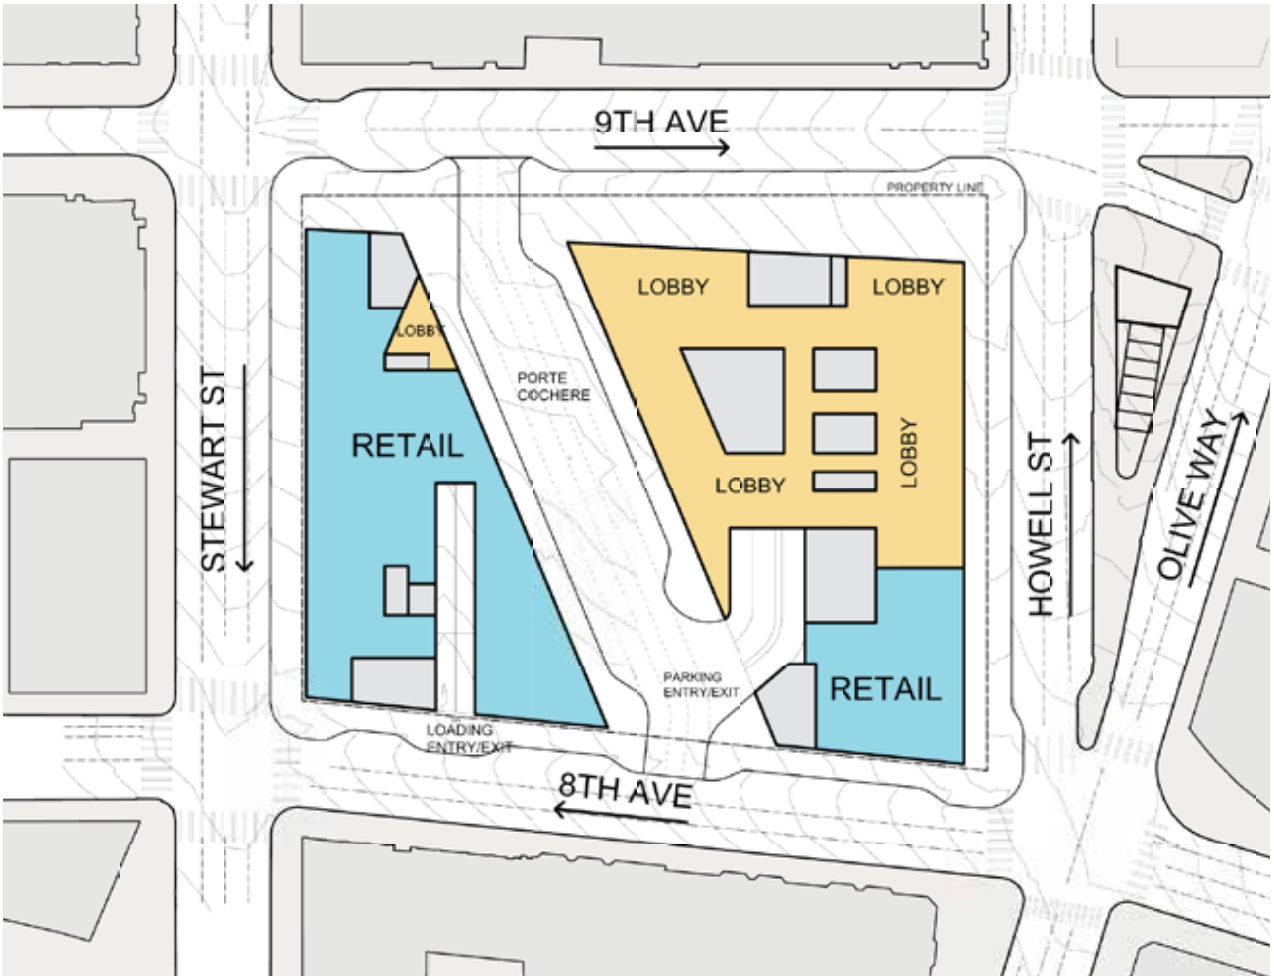 9TH AVE
PROPERTY LINE
LOBBY
LOBBY
LOBBY
PORTE
COCHERE
STEWART ST
RETAIL
LOBBY
LOBBY
HOWELL ST
OLIVE WAY
PARKING
ENTRY/EXIT
RETAIL
LOADING
ENTRY/EXIT
8TH AVE